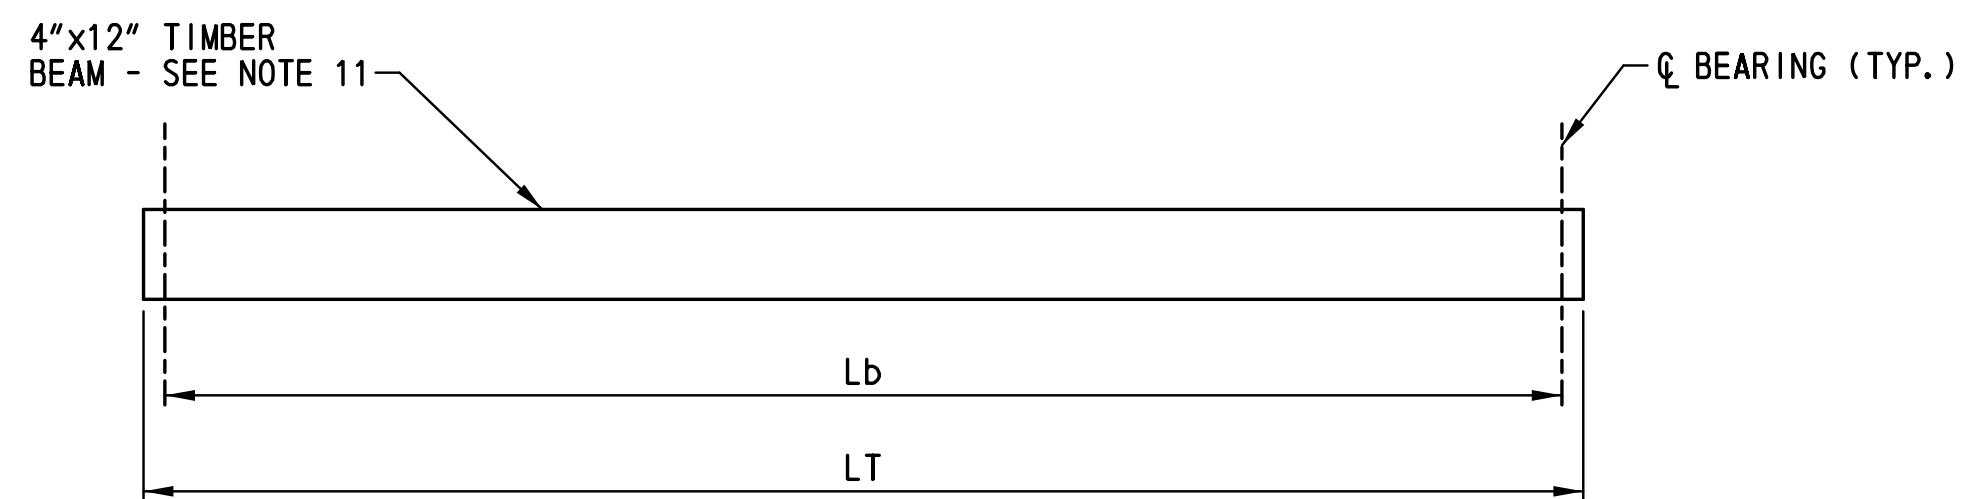 4"x12" TIMBER
BEAM - SEE NOTE 11
℄ BEARING (TYP.)
Lb
LT